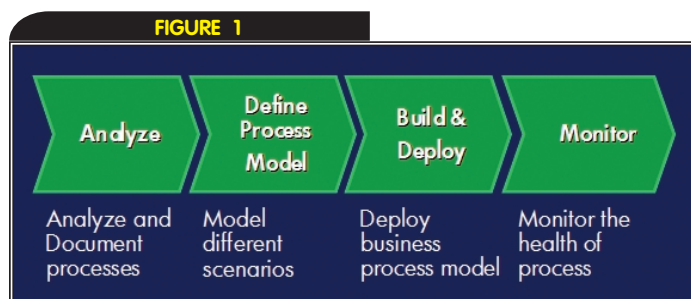 FIGURE 1
Analyze
Define
Process
Model
Build &
Deploy
Monitor
Analyze and
Document
processes
Model
different
scenarios
Deploy
business
process model
Monitor the
health of
process